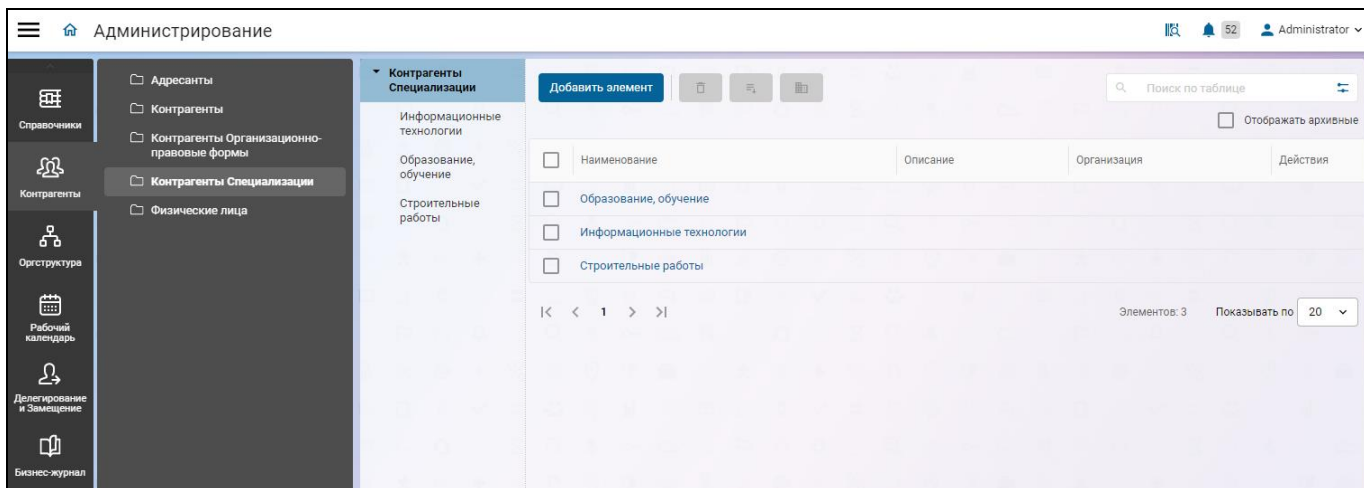 Администрирование
52
Administrator
Справочники
Контрагенты
Оргструктура
Рабочий
календарь
Делегирование
и Замещение
Бизнес-журнал
Адресанты
Контрагенты
Контрагенты Организационно-
правовые формы
Контрагенты Специализации
Физические лица
Контрагенты
Специализации
Информационные
технологии
Образование,
обучение
Строительные
работы
Добавить элемент
Поиск по таблице
Отображать архивные
Наименование Описание Организация Действия
Образование, обучение
Информационные технологии
Строительные работы
1
Элементов: 3 Показывать по 20